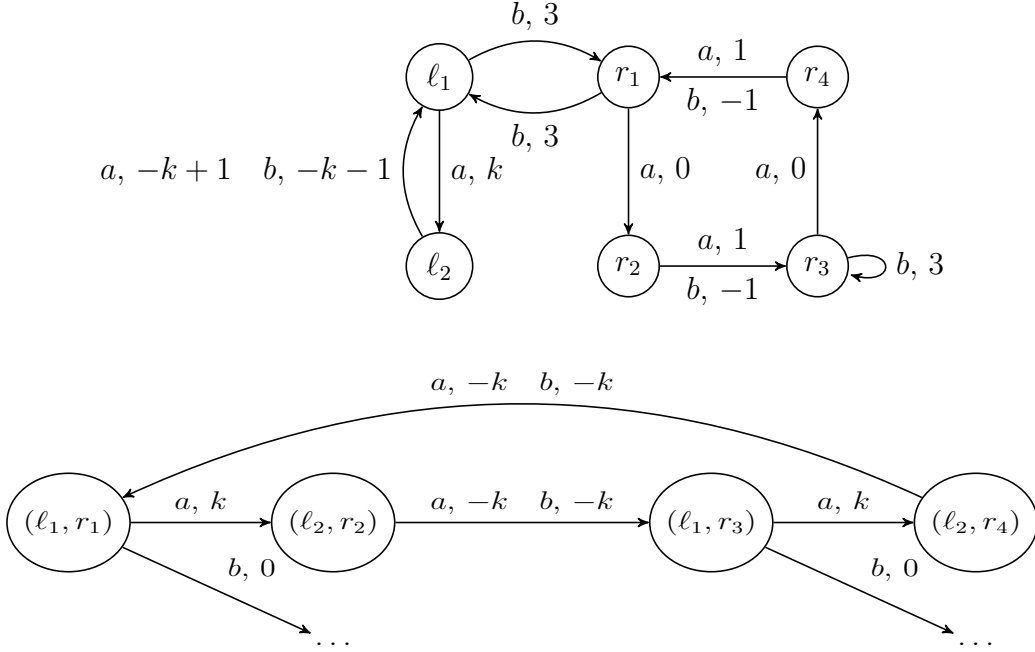 b, 3
ℓ₁ r₁ a, 1 r₄
b, 3 b, −1
a, −k + 1 b, −k − 1 a, k a, 0 a, 0
ℓ₂ r₂ a, 1 r₃ b, 3
b, −1
a, −k b, −k
(ℓ₁, r₁) a, k (ℓ₂, r₂) a, −k b, −k (ℓ₁, r₃) a, k (ℓ₂, r₄)
b, 0 b, 0
... ...